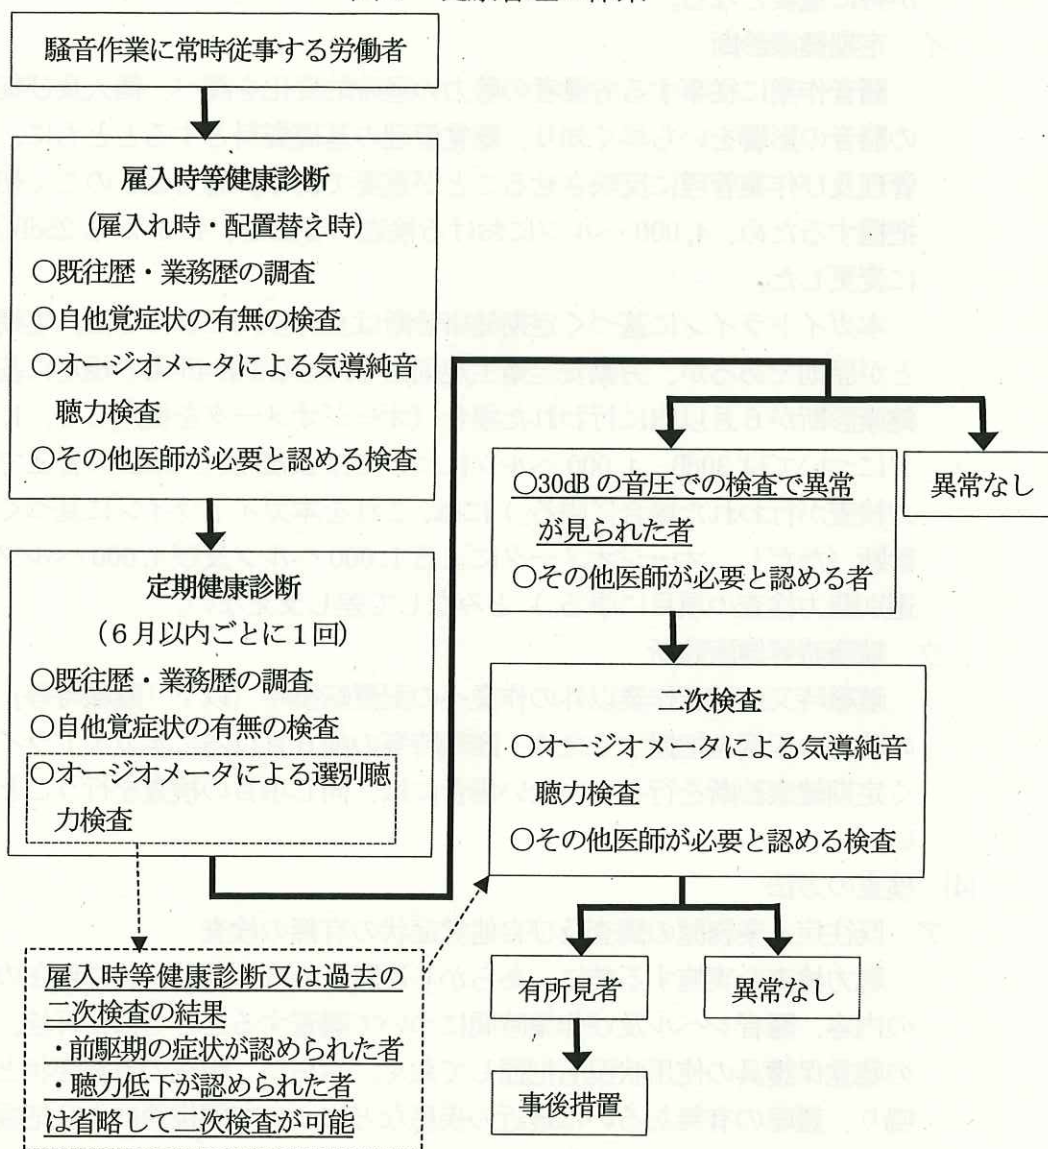 騒音作業に常時従事する労働者
雇入時等健康診断
(雇入れ時・配置替え時)
○既往歴・業務歴の調査
○自他覚症状の有無の検査
○オージオメータによる気導純音
聴力検査
○その他医師が必要と認める検査
定期健康診断
(6月以内ごとに1回)
○既往歴・業務歴の調査
○自他覚症状の有無の検査
○オージオメータによる選別聴
力検査
雇入時等健康診断又は過去の
二次検査の結果
・前駆期の症状が認められた者
・聴力低下が認められた者
は省略して二次検査が可能
○30dB の音圧での検査で異常
が見られた者
○その他医師が必要と認める者
異常なし
二次検査
○オージオメータによる気導純音
聴力検査
○その他医師が必要と認める検査
有所見者
異常なし
事後措置